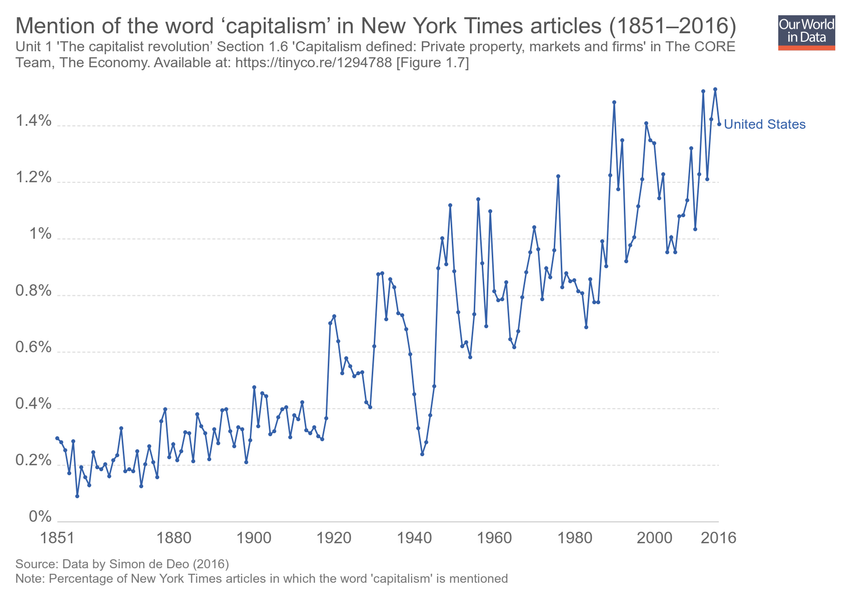 Mention of the word ‘capitalism’ in New York Times articles (1851–2016)
Our World
in Data
Unit 1 'The capitalist revolution’ Section 1.6 'Capitalism defined: Private property, markets and firms' in The CORE
Team, The Economy. Available at: https://tinyco.re/1294788 [Figure 1.7]
1.4%
United States
1.2%
1%
0.8%
0.6%
0.4%
0.2%
0%
1851 1880 1900 1920 1940 1960 1980 2000 2016
Source: Data by Simon de Deo (2016)
Note: Percentage of New York Times articles in which the word 'capitalism' is mentioned